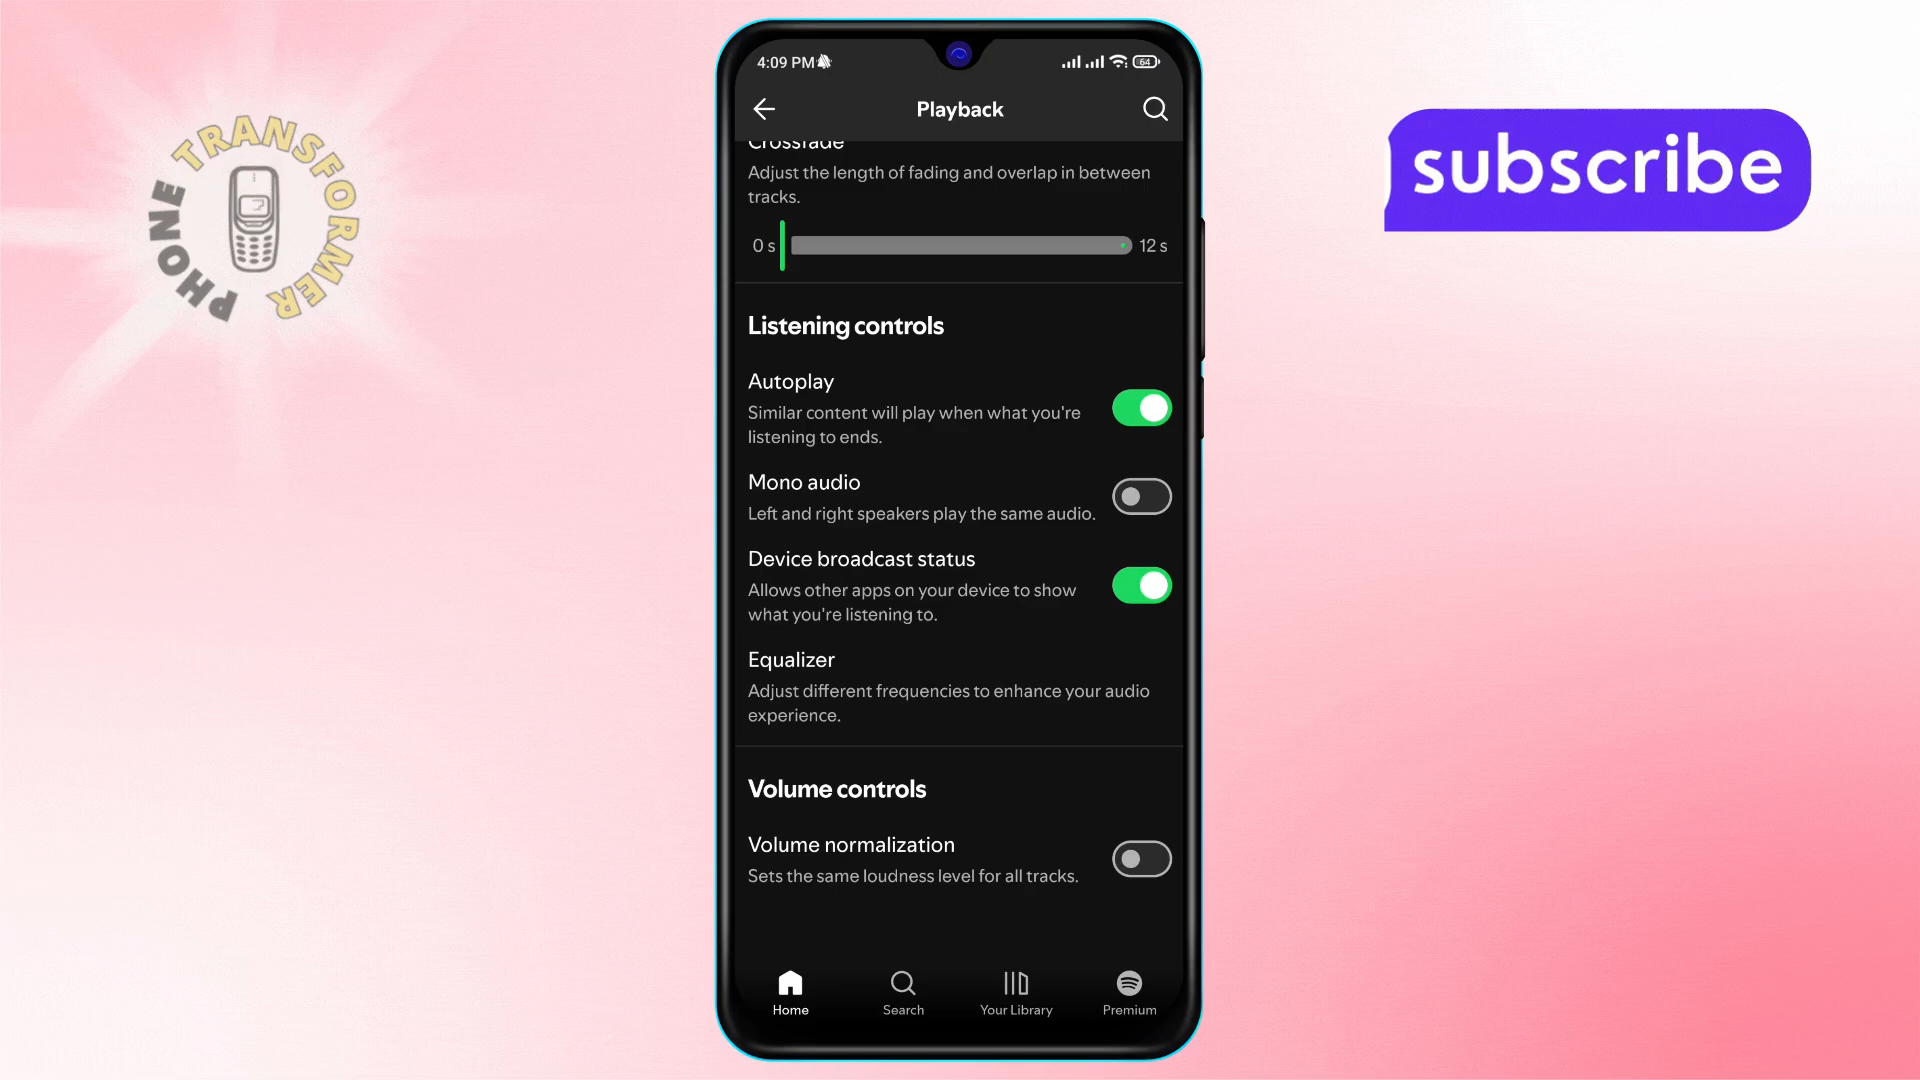 PHONE TRANSFORMER
subscribe
4:09 PM
64
Playback
Crossfade
Adjust the length of fading and overlap in between
tracks.
0 s
12 s
Listening controls
Autoplay
Similar content will play when what you're
listening to ends.
Mono audio
Left and right speakers play the same audio.
Device broadcast status
Allows other apps on your device to show
what you're listening to.
Equalizer
Adjust different frequencies to enhance your audio
experience.
Volume controls
Volume normalization
Sets the same loudness level for all tracks.
Home
Search
Your Library
Premium